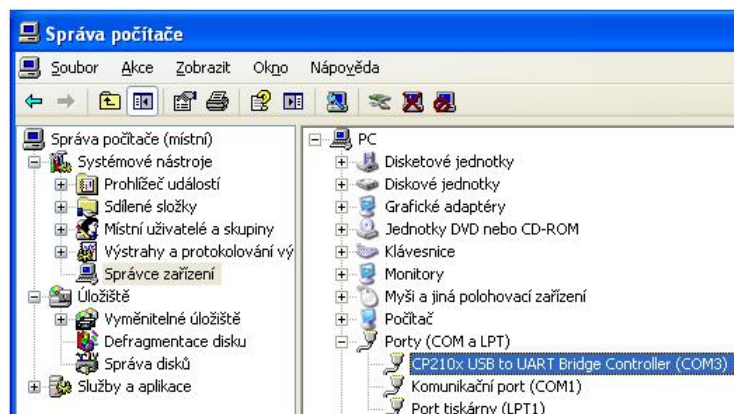 Správa počítače
Soubor Akce Zobrazit Okno Nápověda
Správa počítače (místní)
Systémové nástroje
Prohlížeč událostí
Sdílené složky
Místní uživatelé a skupiny
Výstrahy a protokolování vý
Správce zařízení
Úložiště
Vyměnitelné úložiště
Defragmentace disku
Správa disků
Služby a aplikace
PC
Disketové jednotky
Diskové jednotky
Grafické adaptéry
Jednotky DVD nebo CD-ROM
Klávesnice
Monitory
Myši a jiná polohovací zařízení
Počítač
Porty (COM a LPT)
CP210x USB to UART Bridge Controller (COM3)
Komunikační port (COM1)
Port tiskárny (LPT1)